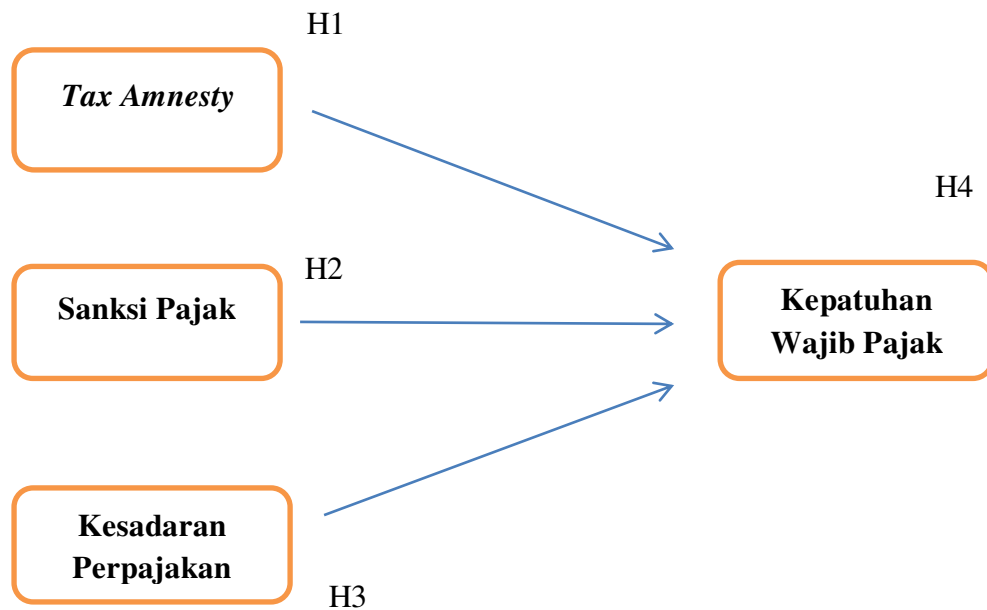 H1
Tax Amnesty
H4
H2
Sanksi Pajak
Kepatuhan
Wajib Pajak
Kesadaran
Perpajakan
H3